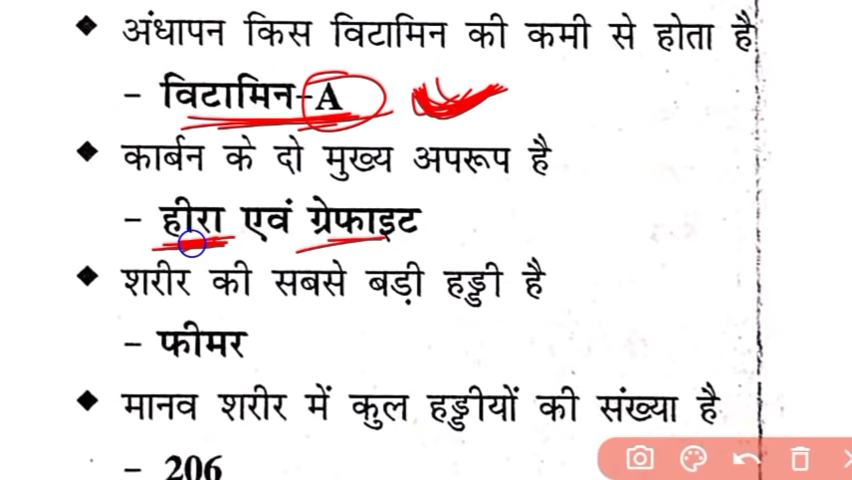 ◆ अंधापन किस विटामिन की कमी से होता है
– विटामिन-A
◆ कार्बन के दो मुख्य अपरूप है
– हीरा एवं ग्रेफाइट
◆ शरीर की सबसे बड़ी हड्डी है
– फीमर
◆ मानव शरीर में कुल हड्डीयों की संख्या है
– 206